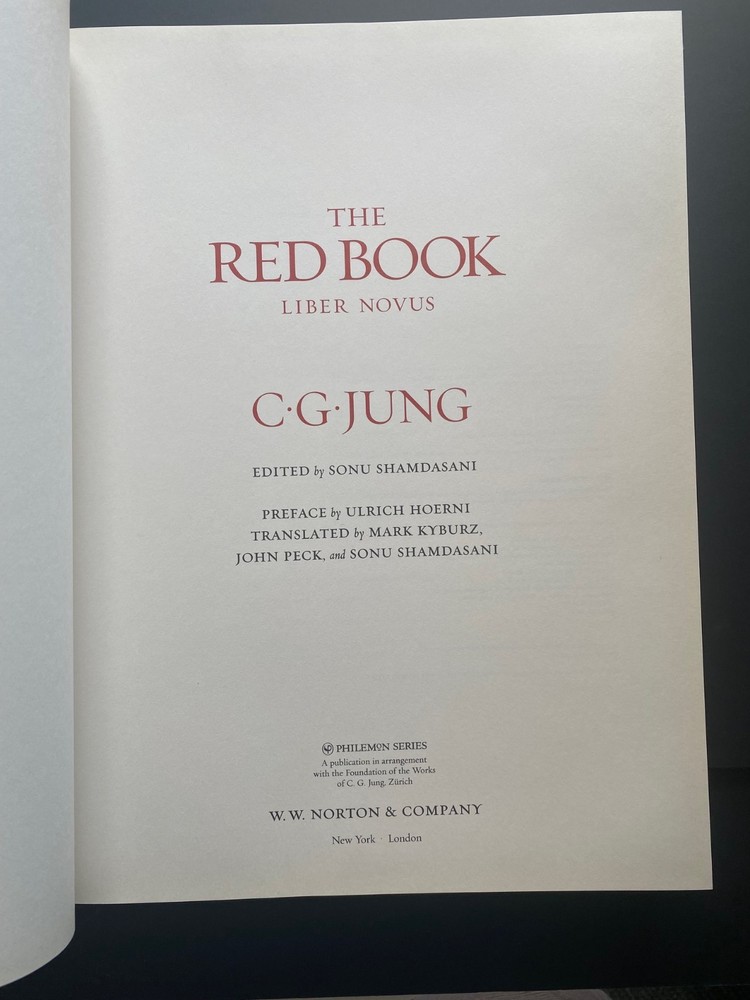 THE
RED BOOK
LIBER NOVUS
C·G·JUNG
EDITED by SONU SHAMDASANI
PREFACE by ULRICH HOERNI
TRANSLATED by MARK KYBURZ,
JOHN PECK, and SONU SHAMDASANI
PHILEMON SERIES
A publication in arrangement
with the Foundation of the Works
of C. G. Jung, Zürich
W. W. NORTON & COMPANY
New York · London